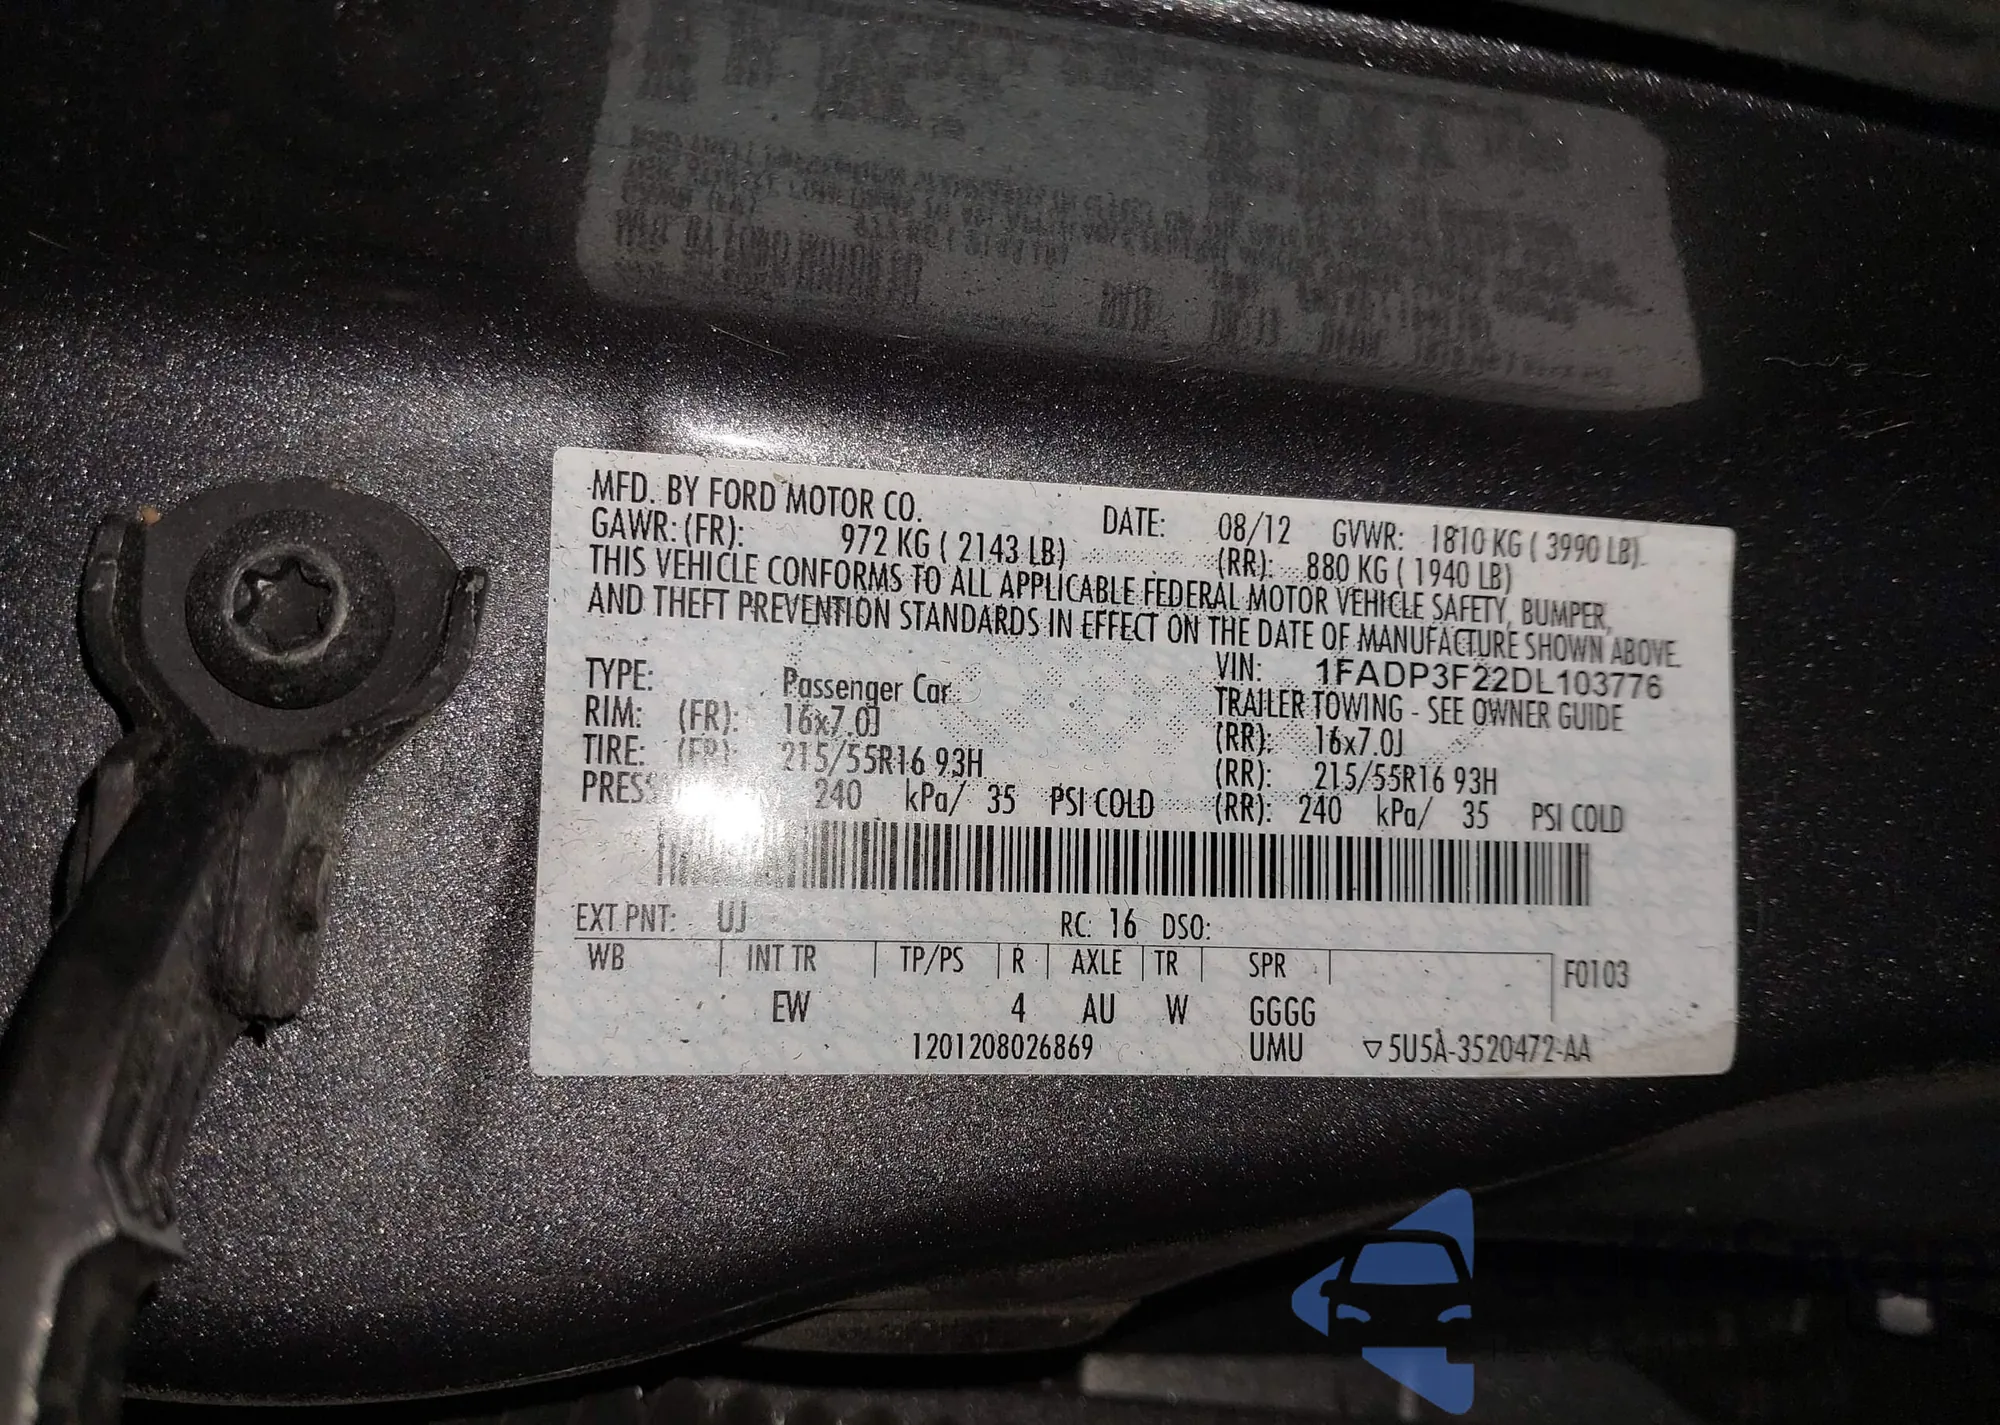 MFD. BY FORD MOTOR CO. DATE: 08/12 GVWR: 1810 KG ( 3990 LB)
GAWR: (FR): 972 KG ( 2143 LB) (RR): 880 KG ( 1940 LB)
THIS VEHICLE CONFORMS TO ALL APPLICABLE FEDERAL MOTOR VEHICLE SAFETY, BUMPER,
AND THEFT PREVENTION STANDARDS IN EFFECT ON THE DATE OF MANUFACTURE SHOWN ABOVE.
VIN: 1FADP3F22DL103776
TYPE: Passenger Car TRAILER TOWING - SEE OWNER GUIDE
RIM: (FR): 16x7.0J (RR): 16x7.0J
TIRE: (FR): 215/55R16 93H (RR): 215/55R16 93H
PRES 240 kPa/ 35 PSI COLD (RR): 240 kPa/ 35 PSI COLD
EXT PNT: UJ RC: 16 DSO:
WB INT TR TP/PS R AXLE TR SPR F0103
EW 4 AU W GGGG
1201208026869 UMU ▽5U5A-3520472-AA